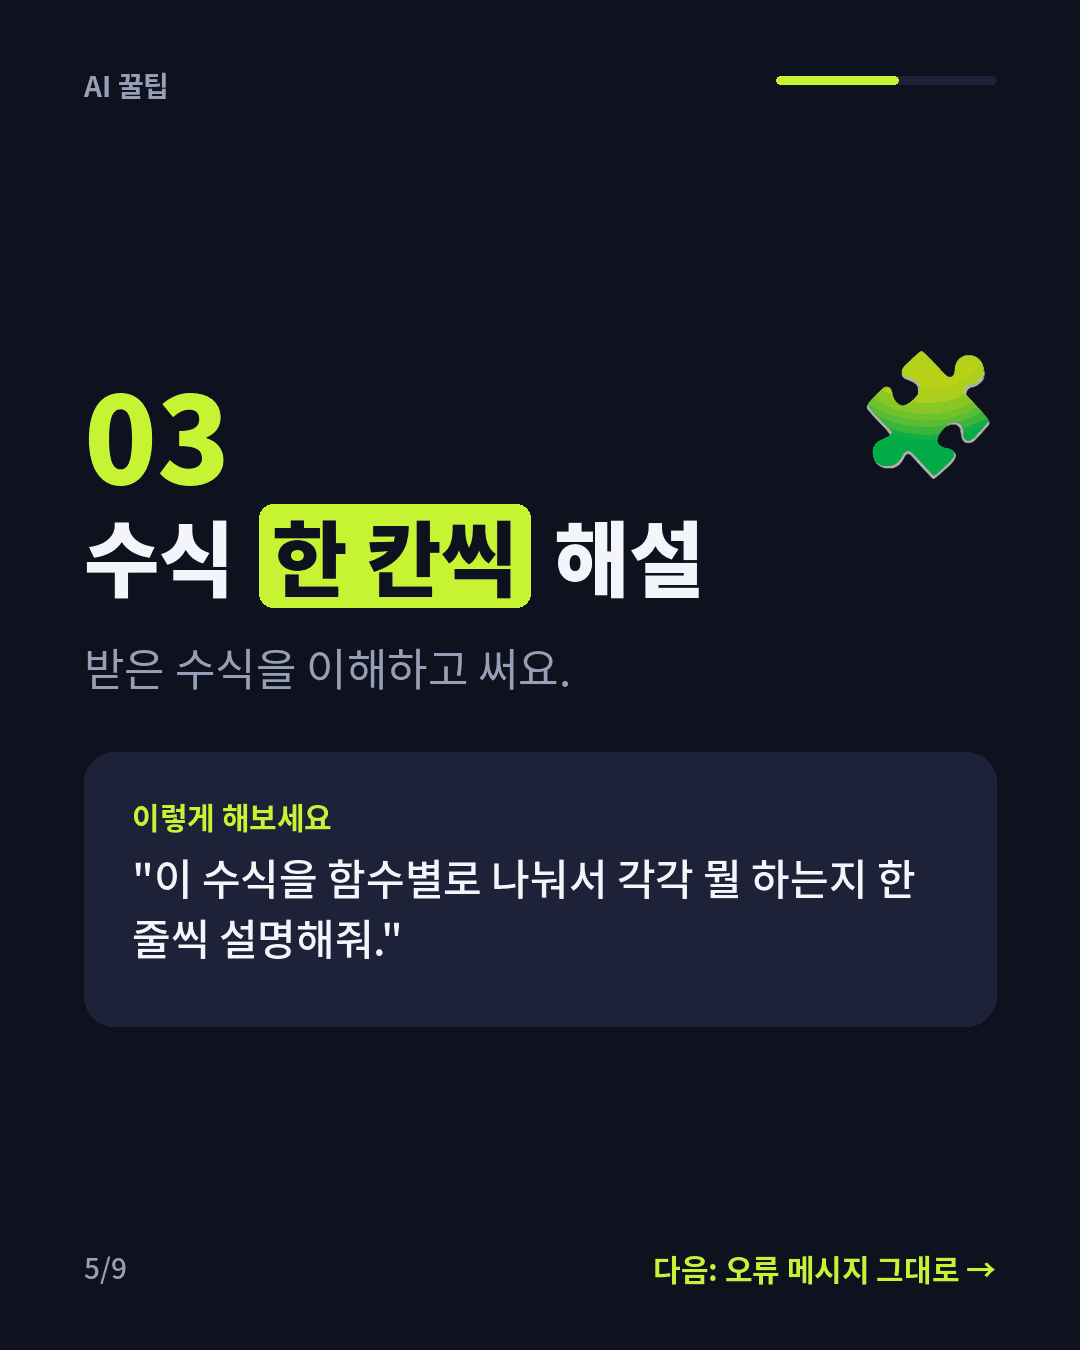 AI 꿀팁
03
수식 한 칸씩 해설
받은 수식을 이해하고 써요.
이렇게 해보세요
"이 수식을 함수별로 나눠서 각각 뭘 하는지 한
줄씩 설명해줘."
5/9
다음: 오류 메시지 그대로 →